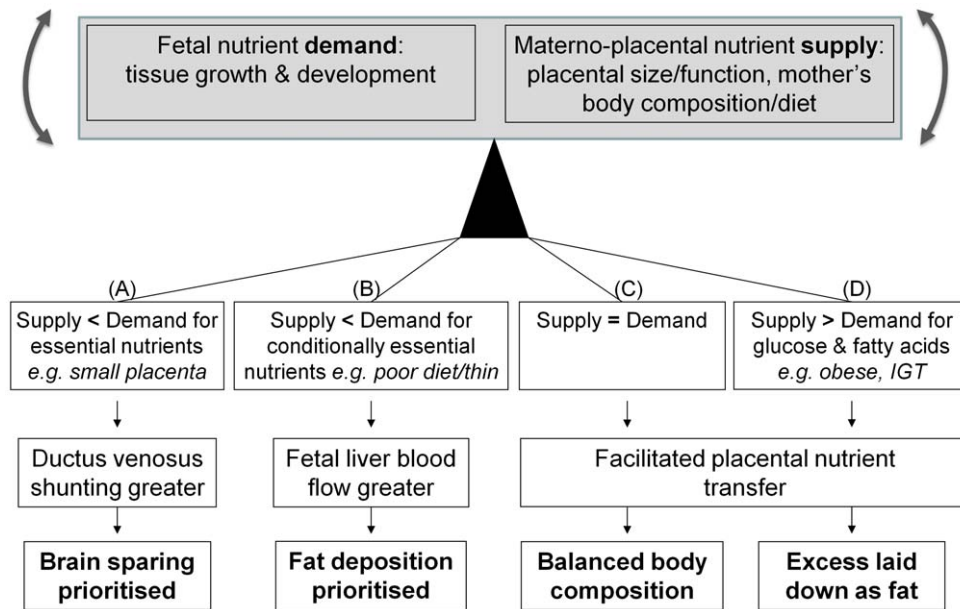 Fetal nutrient demand:
tissue growth & development
Materno-placental nutrient supply:
placental size/function, mother's
body composition/diet
(A)
Supply < Demand for
essential nutrients
e.g. small placenta
(B)
Supply < Demand for
conditionally essential
nutrients e.g. poor diet/thin
(C)
Supply = Demand
(D)
Supply > Demand for
glucose & fatty acids
e.g. obese, IGT
Ductus venosus
shunting greater
Fetal liver blood
flow greater
Facilitated placental nutrient
transfer
Brain sparing
prioritised
Fat deposition
prioritised
Balanced body
composition
Excess laid
down as fat